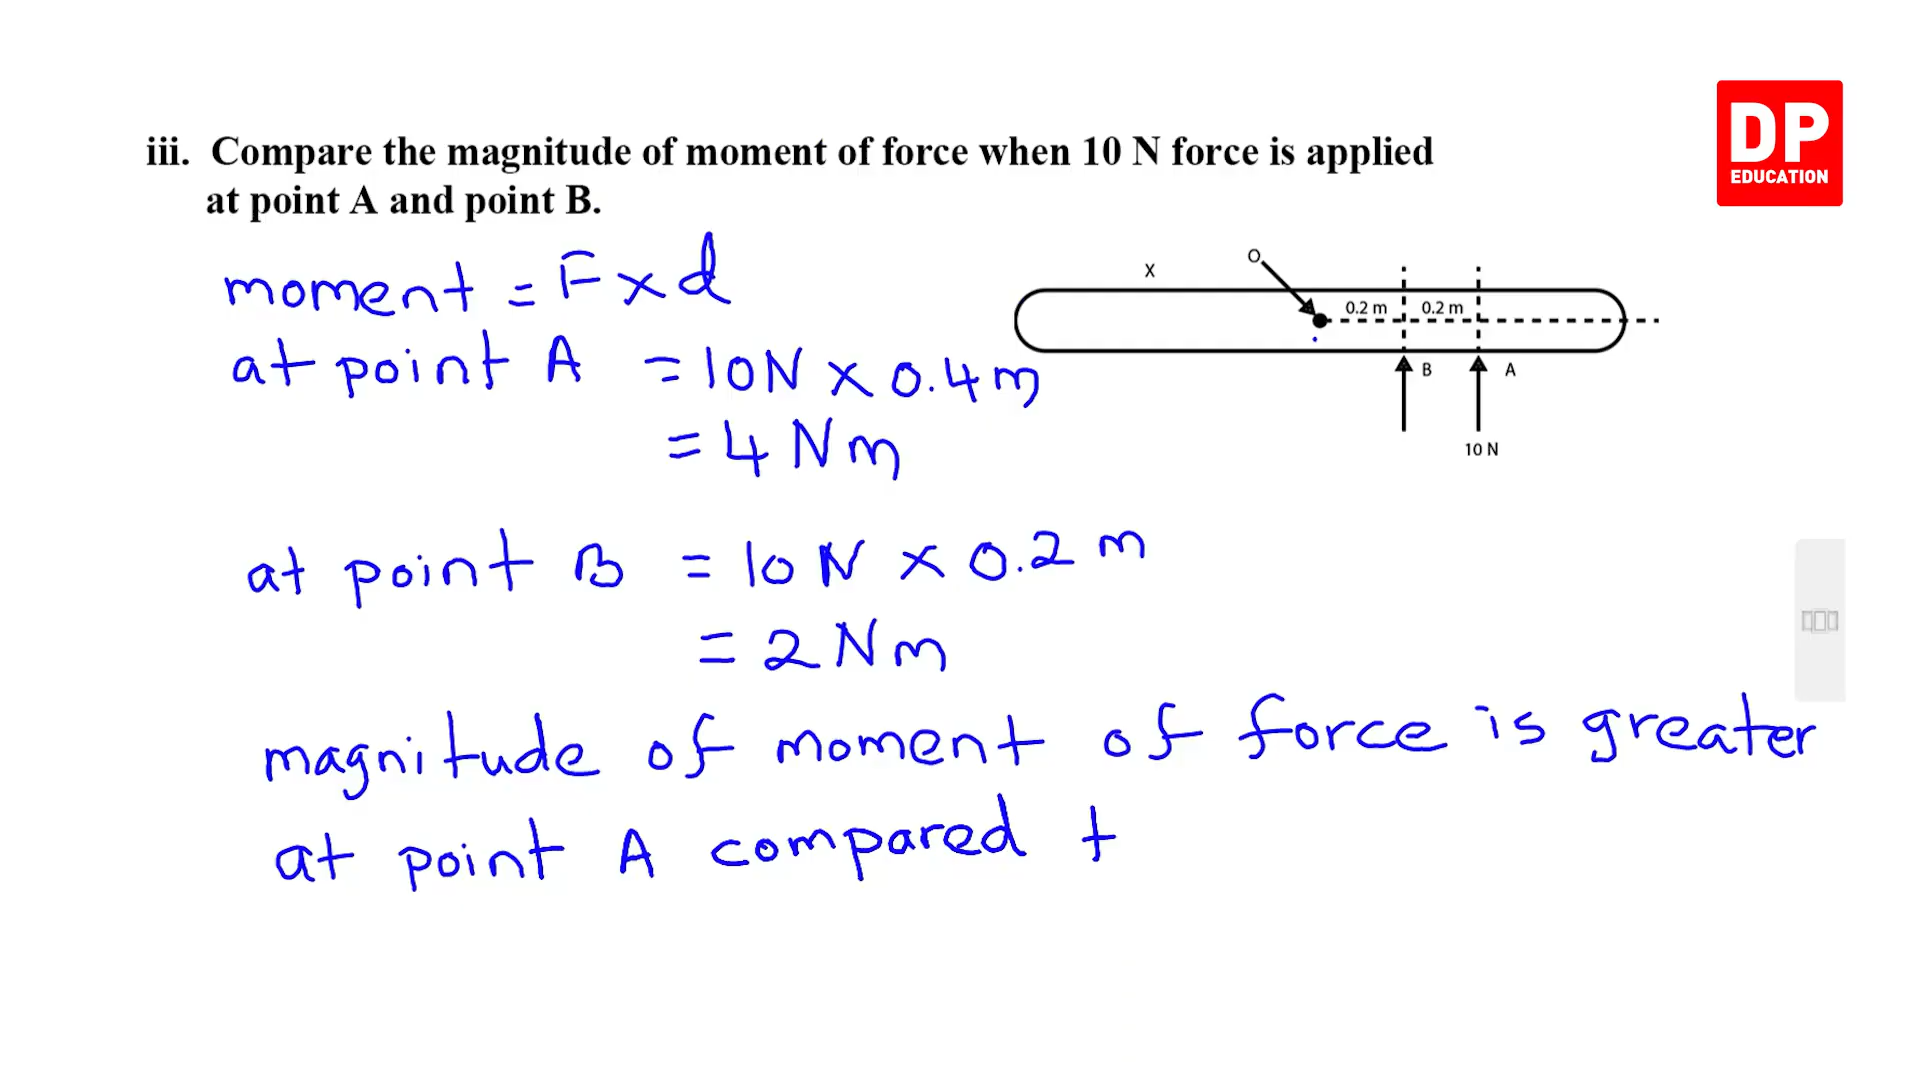 DP
EDUCATION
iii. Compare the magnitude of moment of force when 10 N force is applied
at point A and point B.
moment = F x d
at point A = 10N x 0.4m
= 4 Nm
at point B = 10 N x 0.2 m
= 2 Nm
magnitude of moment of force is greater
at point A compared t
X
O
0.2 m
0.2 m
B
A
10 N